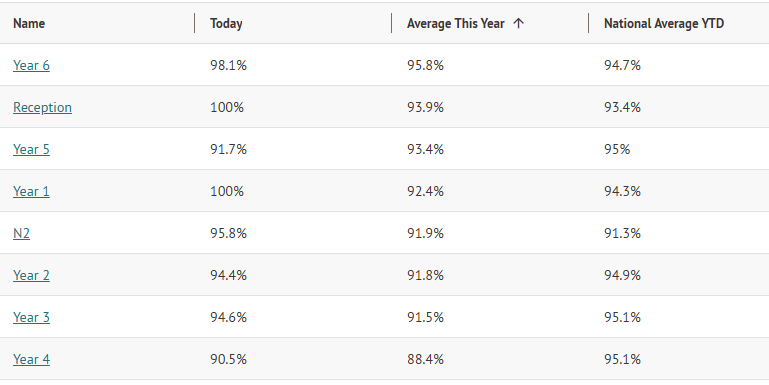 Name Today Average This Year ↑ National Average YTD
Year 6 98.1% 95.8% 94.7%
Reception 100% 93.9% 93.4%
Year 5 91.7% 93.4% 95%
Year 1 100% 92.4% 94.3%
N2 95.8% 91.9% 91.3%
Year 2 94.4% 91.8% 94.9%
Year 3 94.6% 91.5% 95.1%
Year 4 90.5% 88.4% 95.1%